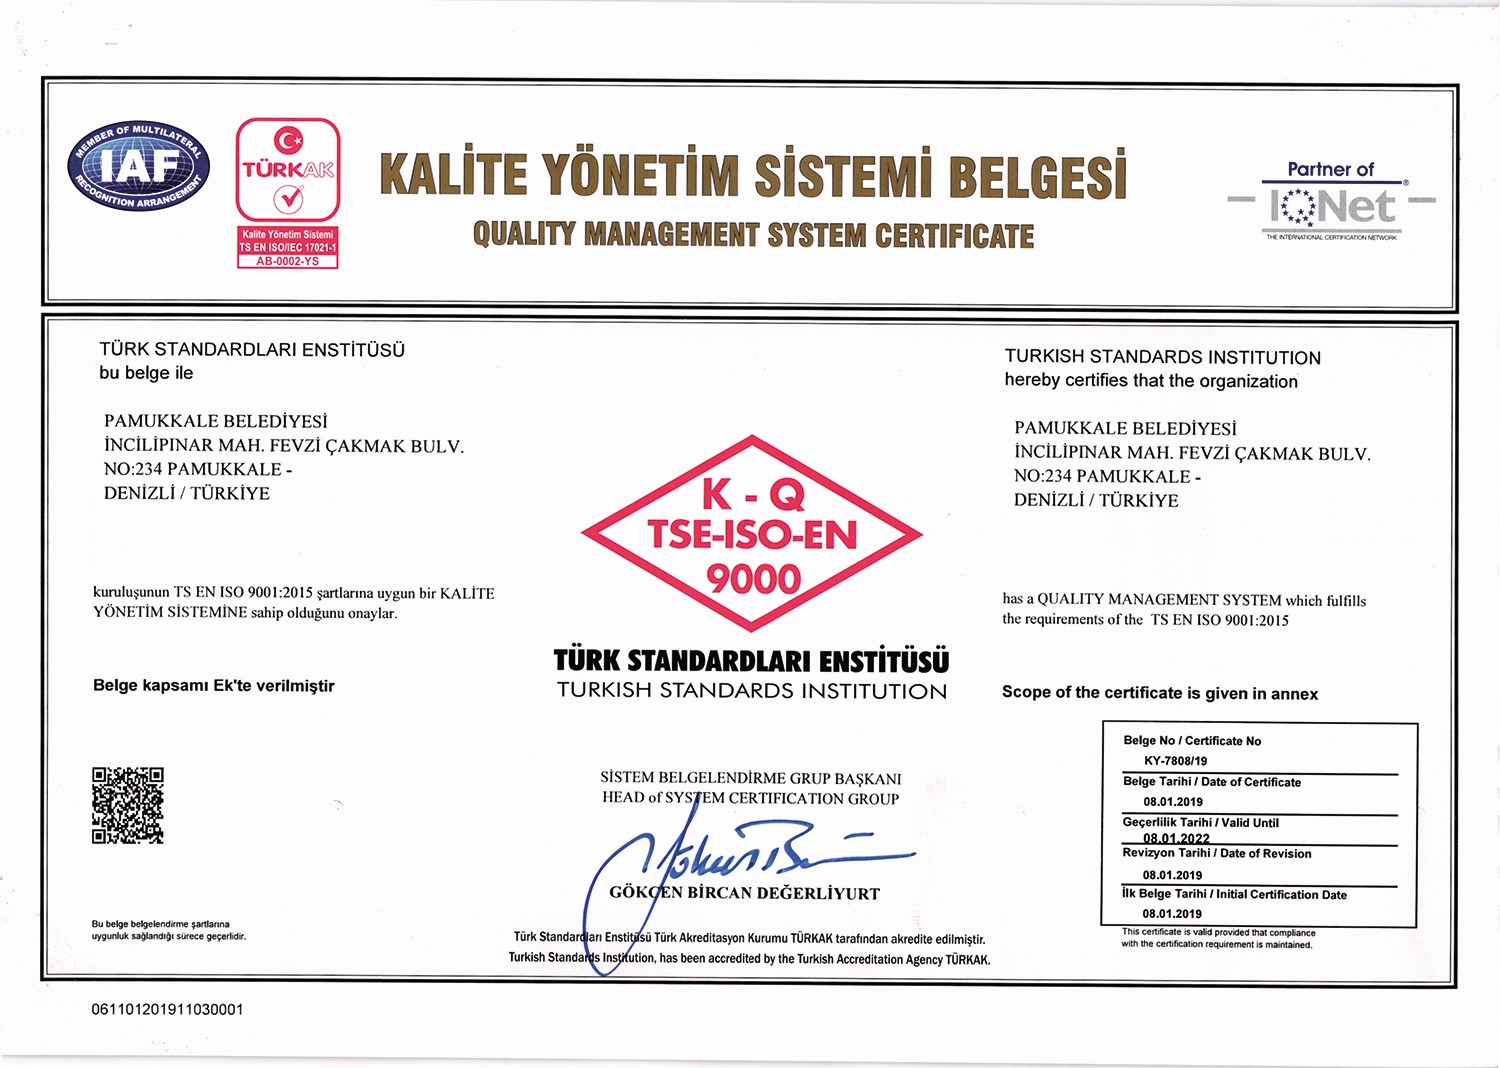 MEMBER OF MULTILATERAL
IAF
RECOGNITION ARRANGEMENT
TÜRKAK
Kalite Yönetim Sistemi
TS EN ISO/IEC 17021-1
AB-0002-YS
KALİTE YÖNETİM SİSTEMİ BELGESİ
QUALITY MANAGEMENT SYSTEM CERTIFICATE
Partner of
IQNet®
THE INTERNATIONAL CERTIFICATION NETWORK
TÜRK STANDARDLARI ENSTİTÜSÜ
bu belge ile
PAMUKKALE BELEDİYESİ
İNCİLİPINAR MAH. FEVZİ ÇAKMAK BULV.
NO:234 PAMUKKALE -
DENİZLİ / TÜRKİYE
kuruluşunun TS EN ISO 9001:2015 şartlarına uygun bir KALİTE
YÖNETİM SİSTEMİNE sahip olduğunu onaylar.
Belge kapsamı Ek'te verilmiştir
K - Q
TSE-ISO-EN
9000
TÜRK STANDARDLARI ENSTİTÜSÜ
TURKISH STANDARDS INSTITUTION
TURKISH STANDARDS INSTITUTION
hereby certifies that the organization
PAMUKKALE BELEDİYESİ
İNCİLİPINAR MAH. FEVZİ ÇAKMAK BULV.
NO:234 PAMUKKALE -
DENİZLİ / TÜRKİYE
has a QUALITY MANAGEMENT SYSTEM which fulfills
the requirements of the TS EN ISO 9001:2015
Scope of the certificate is given in annex
SİSTEM BELGELENDİRME GRUP BAŞKANI
HEAD of SYSTEM CERTIFICATION GROUP
GÖKÇEN BİRCAN DEĞERLİYURT
Belge No / Certificate No
KY-7808/19
Belge Tarihi / Date of Certificate
08.01.2019
Geçerlilik Tarihi / Valid Until
08.01.2022
Revizyon Tarihi / Date of Revision
08.01.2019
İlk Belge Tarihi / Initial Certification Date
08.01.2019
This certificate is valid provided that compliance
with the certification requirement is maintained.
Bu belge belgelendirme şartlarına
uygunluk sağlandığı sürece geçerlidir.
Türk Standardları Enstitüsü Türk Akreditasyon Kurumu TÜRKAK tarafından akredite edilmiştir.
Turkish Standards Institution, has been accredited by the Turkish Accreditation Agency TÜRKAK.
061101201911030001